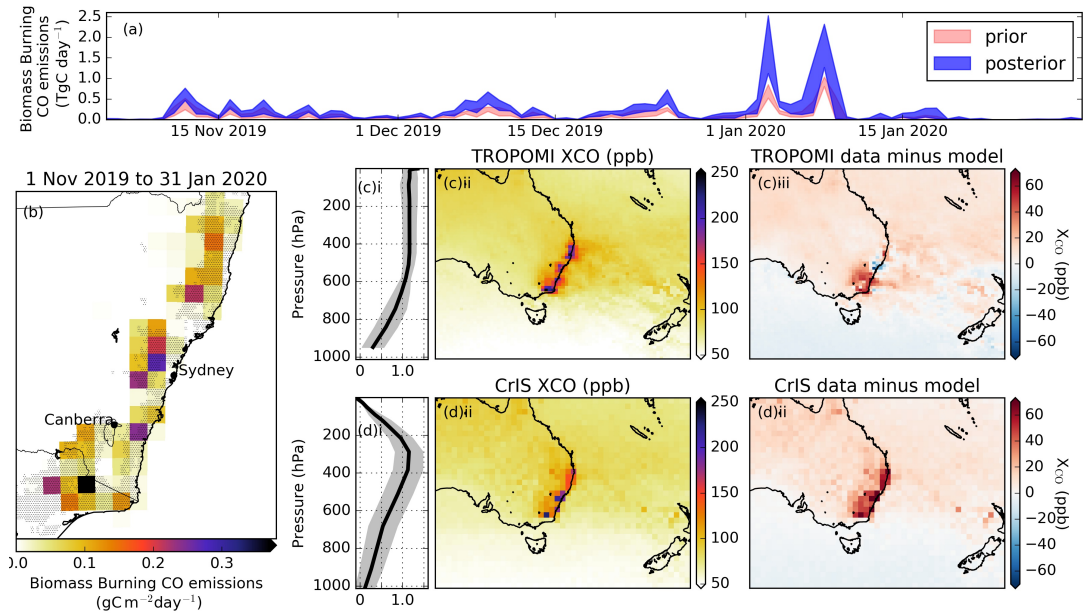 Biomass Burning
CO emissions
(TgC day⁻¹)
2.5
2.0
1.5
1.0
0.5
0.0
(a)
prior
posterior
15 Nov 2019
1 Dec 2019
15 Dec 2019
1 Jan 2020
15 Jan 2020
1 Nov 2019 to 31 Jan 2020
(b)
Sydney
Canberra
0.0 0.1 0.2 0.3
Biomass Burning CO emissions
(gCm⁻²day⁻¹)
Pressure (hPa)
(c)i
200
400
600
800
1000
0 1.0
TROPOMI XCO (ppb)
(c)ii
250
200
150
100
50
TROPOMI data minus model
(c)iii
60
40
20
0
−20
−40
−60
X_CO (ppb)
Pressure (hPa)
(d)i
200
400
600
800
1000
0 1.0
CrIS XCO (ppb)
(d)ii
250
200
150
100
50
CrIS data minus model
(d)ii
60
40
20
0
−20
−40
−60
X_CO (ppb)